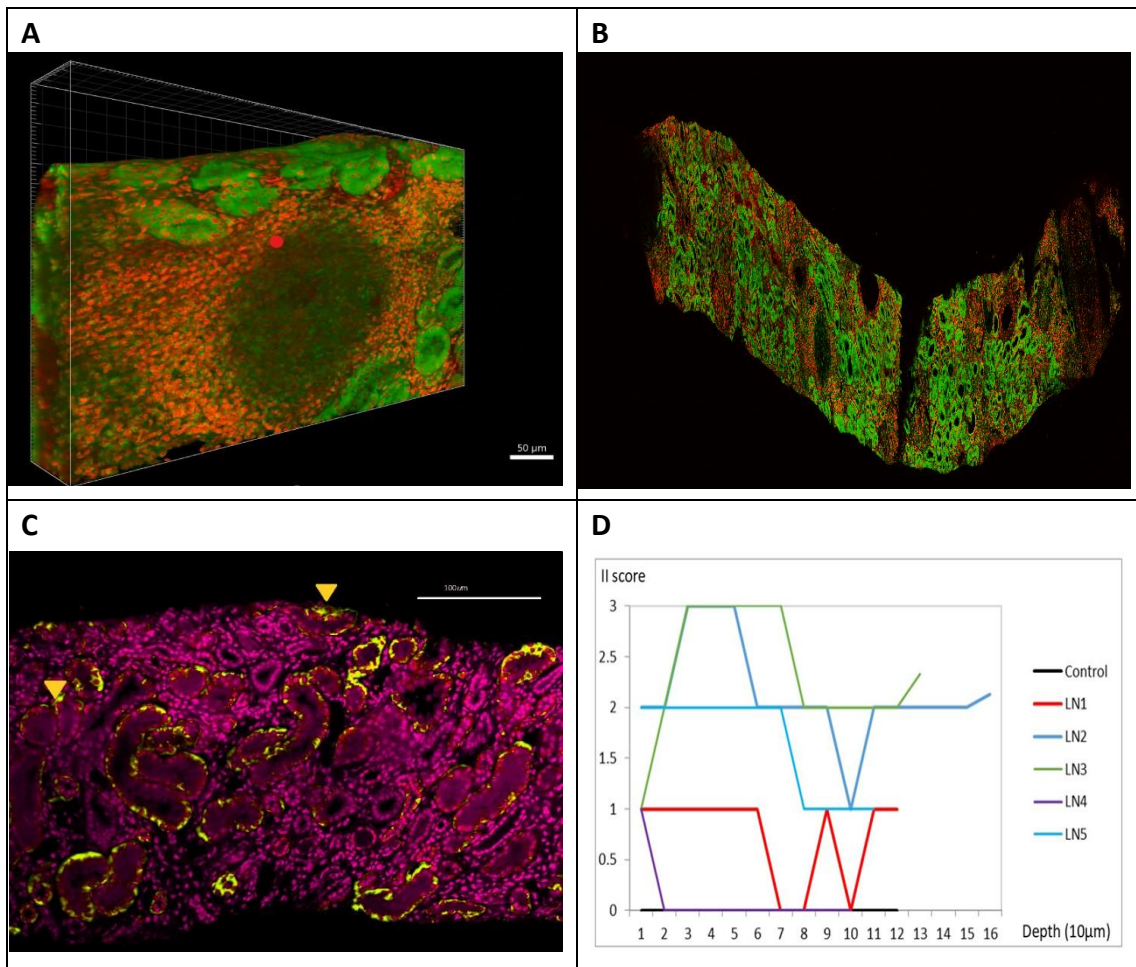 A
50 µm
B
C
100µm
D
II score
3
2.5
2
1.5
1
0.5
0
1 2 3 4 5 6 7 8 9 10 11 12 13 14 15 16
Depth (10µm)
Control
LN1
LN2
LN3
LN4
LN5